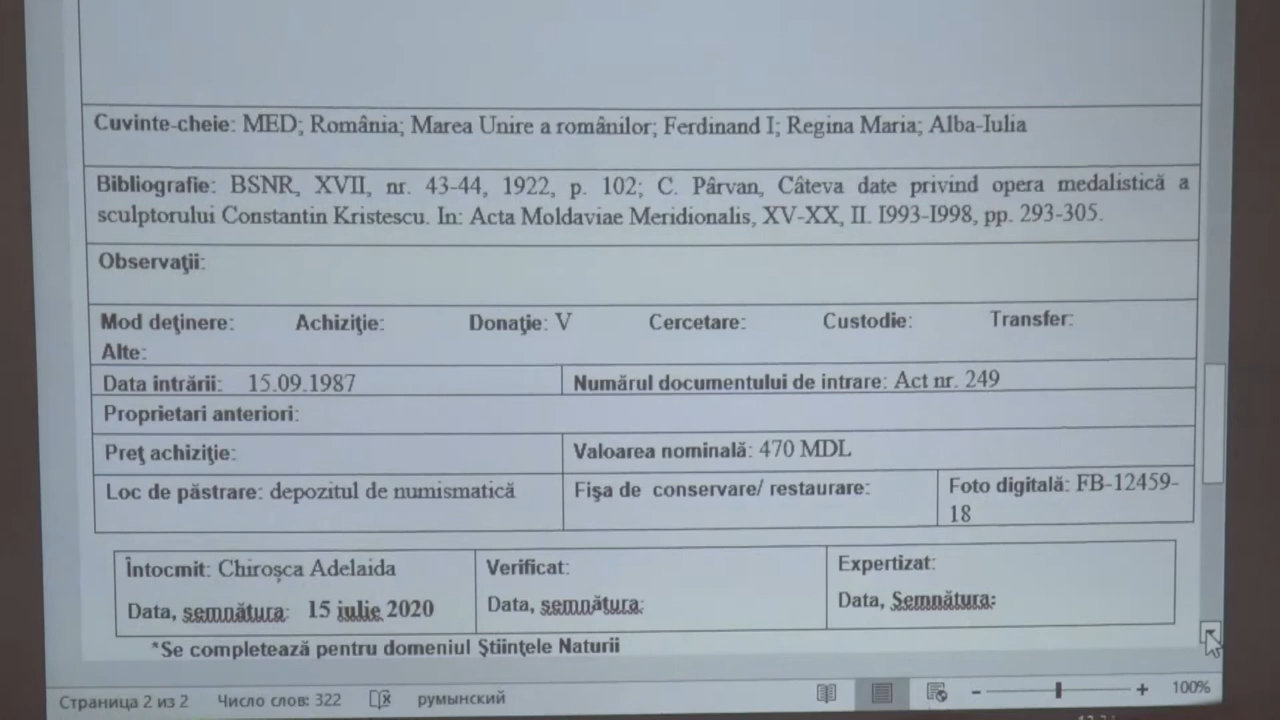 Cuvinte-cheie: MED; România; Marea Unire a românilor; Ferdinand I; Regina Maria; Alba-Iulia
Bibliografie: BSNR, XVII, nr. 43-44, 1922, p. 102; C. Pârvan, Câteva date privind opera medalistică a
sculptorului Constantin Kristescu. In: Acta Moldaviae Meridionalis, XV-XX, II. I993-I998, pp. 293-305.
Observaţii:
Mod deţinere: Achiziţie: Donaţie: V Cercetare: Custodie: Transfer:
Alte:
Data intrării: 15.09.1987 Numărul documentului de intrare: Act nr. 249
Proprietari anteriori:
Preţ achiziţie: Valoarea nominală: 470 MDL
Loc de păstrare: depozitul de numismatică Fişa de conservare/ restaurare: Foto digitală: FB-12459-
18
Întocmit: Chiroşca Adelaida Verificat: Expertizat:
Data, semnătura: 15 iulie 2020 Data, semnătura: Data, Semnătura:
*Se completează pentru domeniul Ştiinţele Naturii
Страница 2 из 2 Число слов: 322 румынский 100%